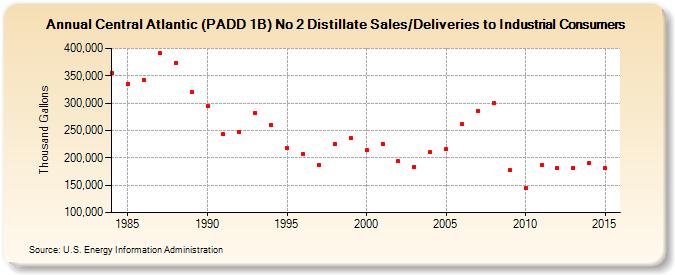 Annual Central Atlantic (PADD 1B) No 2 Distillate Sales/Deliveries to Industrial Consumers
Thousand Gallons
400,000
350,000
300,000
250,000
200,000
150,000
100,000
1985 1990 1995 2000 2005 2010 2015
Source: U.S. Energy Information Administration